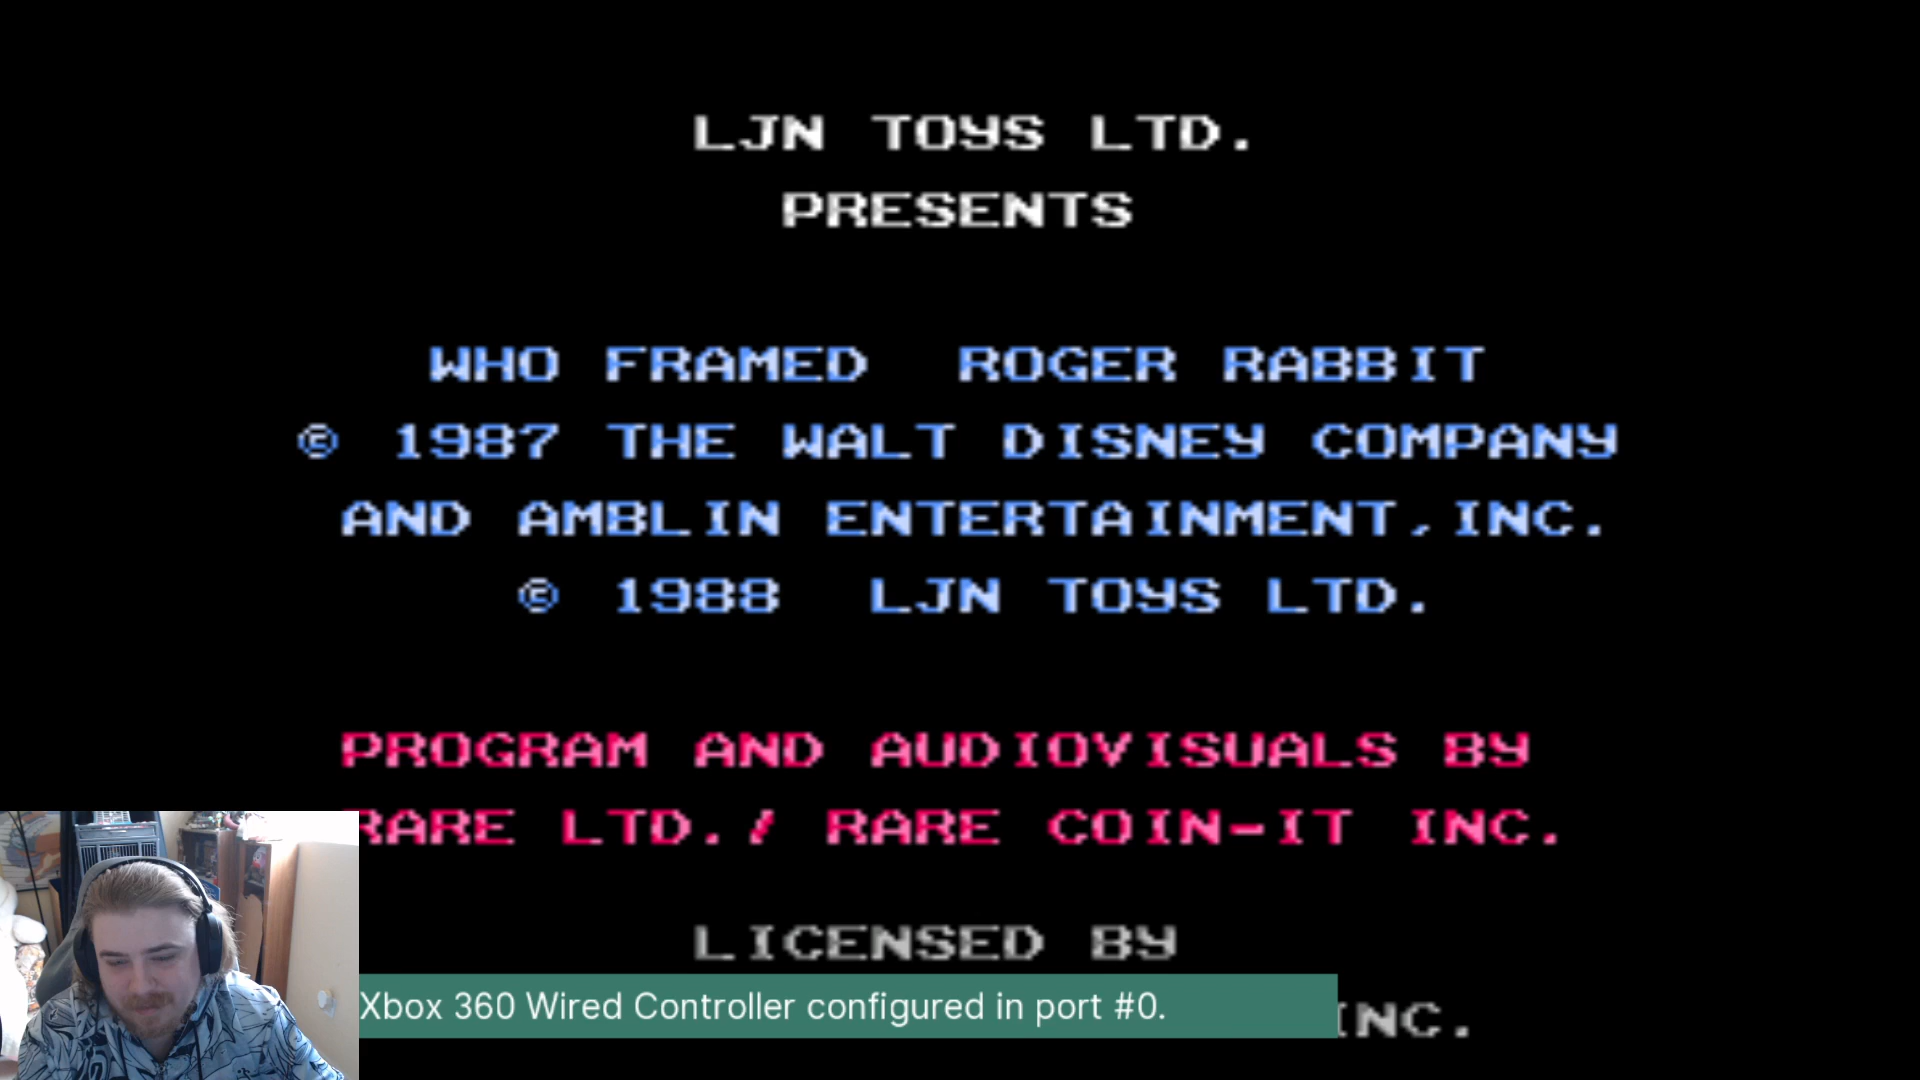 LJN TOYS LTD.
PRESENTS
WHO FRAMED ROGER RABBIT
© 1987 THE WALT DISNEY COMPANY
AND AMBLIN ENTERTAINMENT,INC.
© 1988 LJN TOYS LTD.
PROGRAM AND AUDIOVISUALS BY
RARE LTD./ RARE COIN-IT INC.
LICENSED BY
INC.
Xbox 360 Wired Controller configured in port #0.